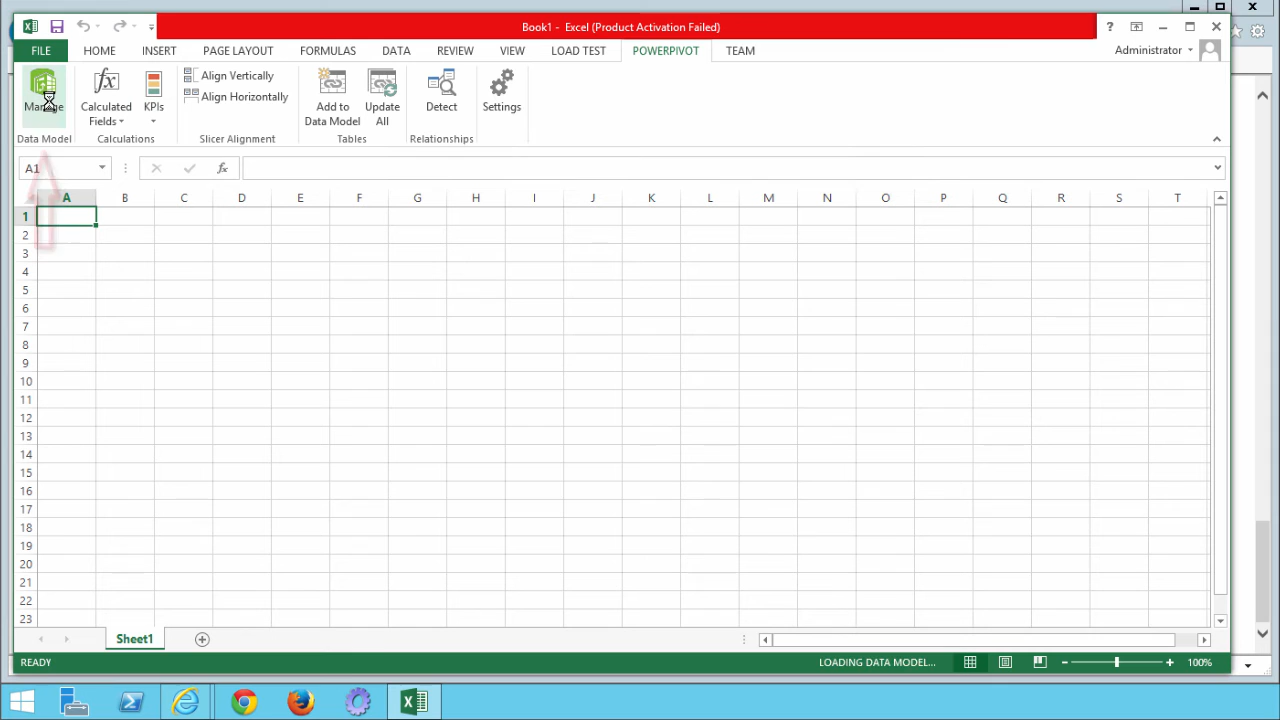 Book1 - Excel (Product Activation Failed)
?
FILE HOME INSERT PAGE LAYOUT FORMULAS DATA REVIEW VIEW LOAD TEST POWERPIVOT TEAM Administrator
Manage
Calculated Fields
KPIs
Align Vertically
Align Horizontally
Add to Data Model
Update All
Detect
Settings
Data Model Calculations Slicer Alignment Tables Relationships
A1 fx
A B C D E F G H I J K L M N O P Q R S T
1
2
3
4
5
6
7
8
9
10
11
12
13
14
15
16
17
18
19
20
21
22
23
Sheet1
READY LOADING DATA MODEL... 100%